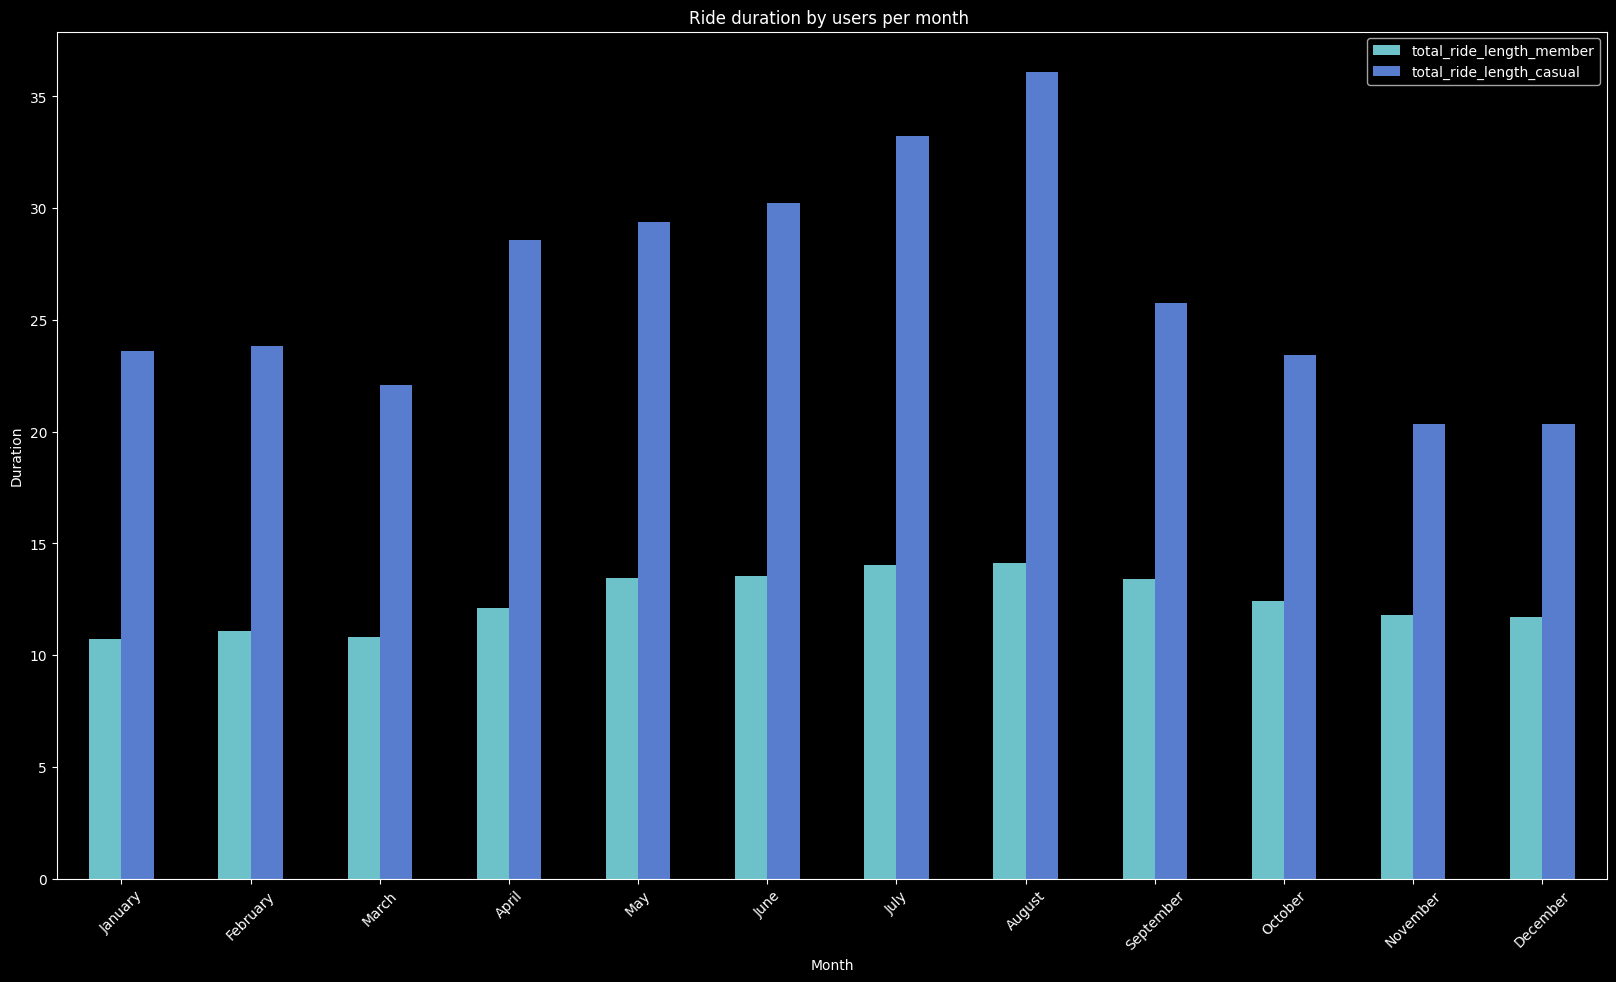 Ride duration by users per month
total_ride_length_member
total_ride_length_casual
35
30
25
20
15
10
5
0
Duration
January
February
March
April
May
June
July
August
September
October
November
December
Month